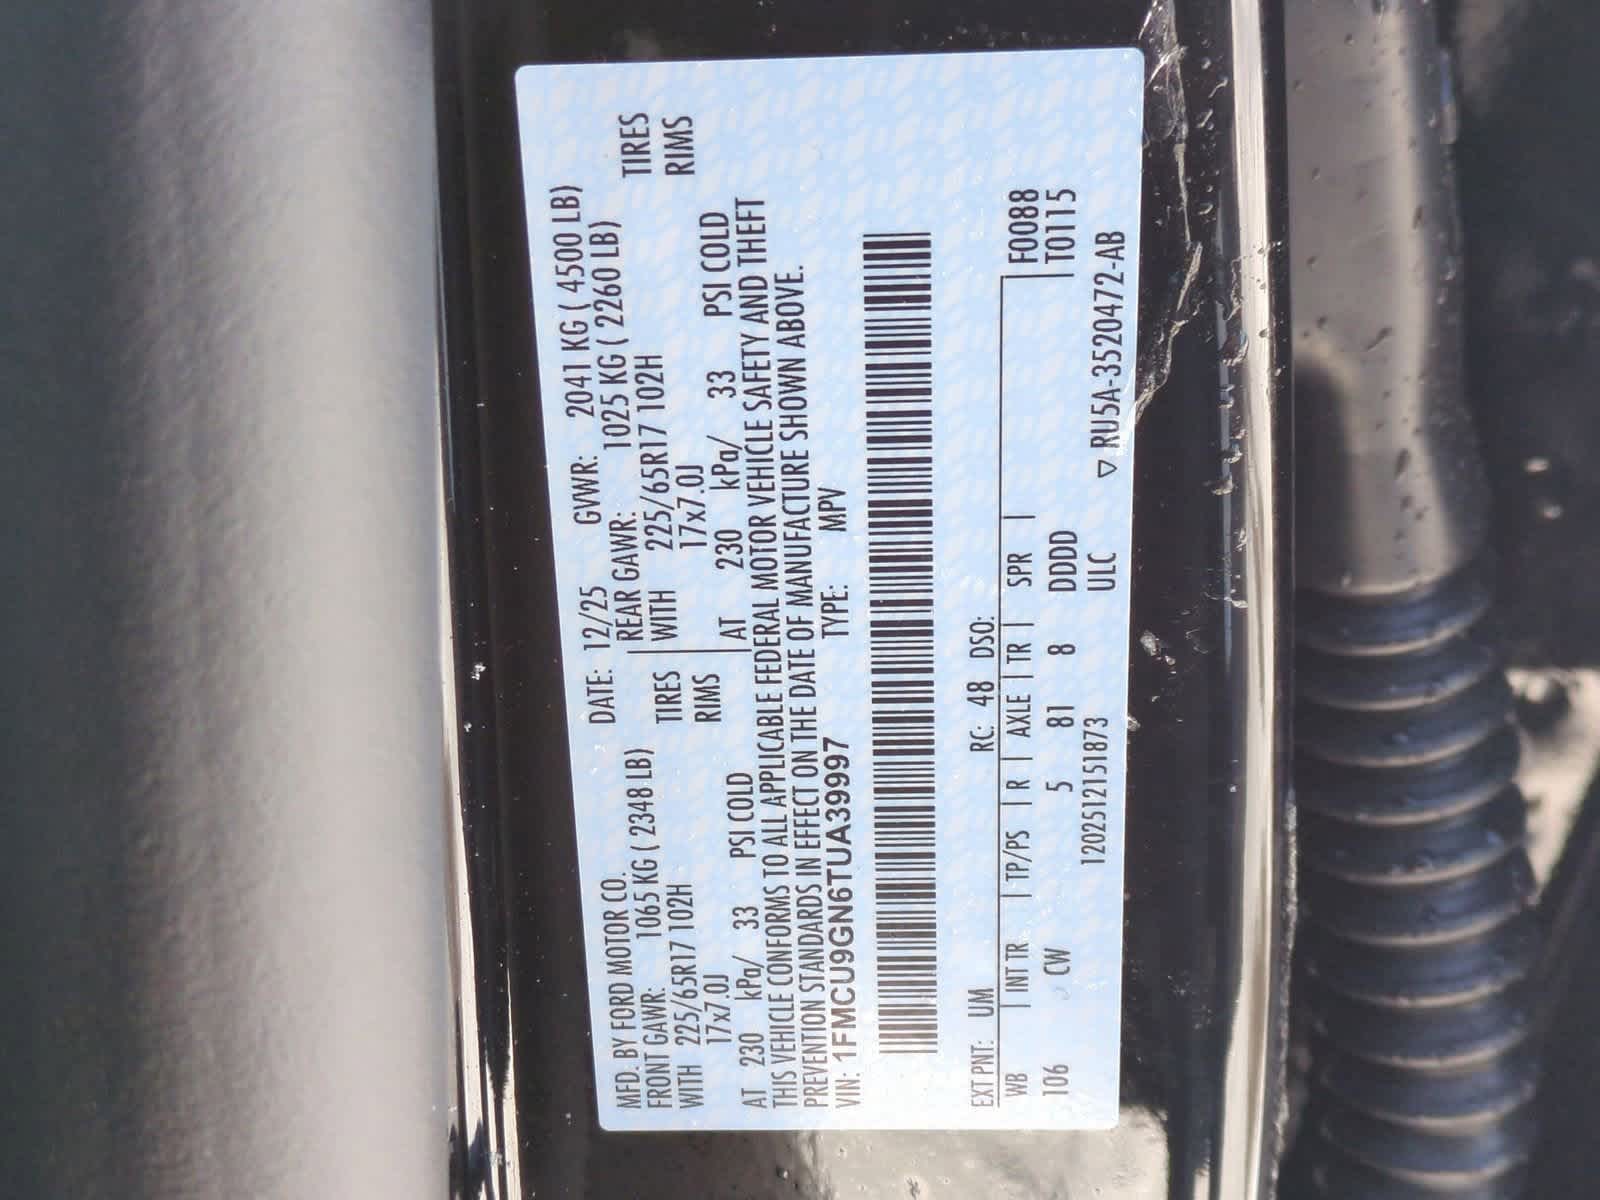 MFD. BY FORD MOTOR CO. DATE: 12/25 GVWR: 2041 KG ( 4500 LB)
FRONT GAWR: 1065 KG ( 2348 LB) REAR GAWR: 1025 KG ( 2260 LB)
WITH 225/65R17 102H TIRES WITH 225/65R17 102H TIRES
17x7.0J RIMS 17x7.0J RIMS
AT 230 kPa/ 33 PSI COLD AT 230 kPa/ 33 PSI COLD
THIS VEHICLE CONFORMS TO ALL APPLICABLE FEDERAL MOTOR VEHICLE SAFETY AND THEFT
PREVENTION STANDARDS IN EFFECT ON THE DATE OF MANUFACTURE SHOWN ABOVE.
VIN: 1FMCU9GN6TUA39997 TYPE: MPV
EXT PNT: UM RC: 48 DSO:
WB INT TR TP/PS R AXLE TR SPR F0088
106 CW 5 81 8 DDDD T0115
ULC
1202512151873 ▽ RU5A-3520472-AB